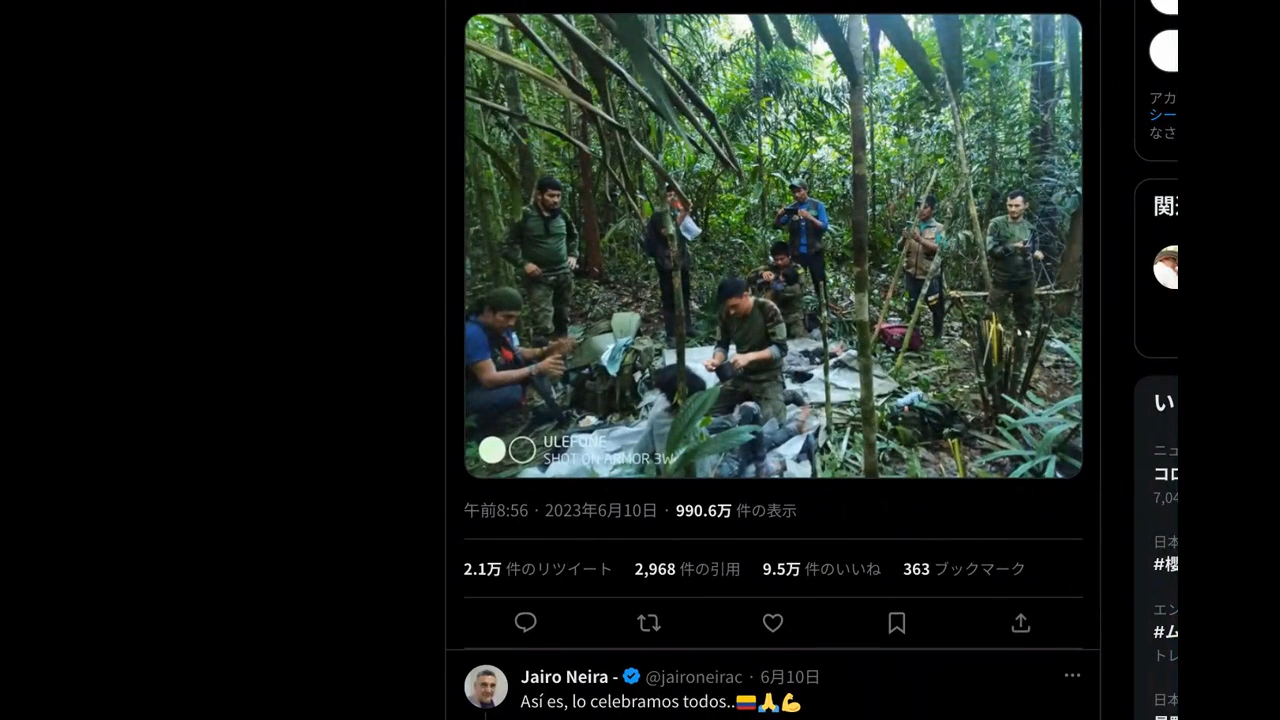 アカ
シー
なさ
関連
ULEFONE
SHOT ON ARMOR 3W
い
ニュ
コロ
7,04
午前8:56 · 2023年6月10日 · 990.6万 件の表示
日本
#櫻
2.1万 件のリツイート 2,968 件の引用 9.5万 件のいいね 363 ブックマーク
エン
#ム
トレ
Jairo Neira - @jaironeirac · 6月10日
Así es, lo celebramos todos..🇨🇴🙏💪
日本